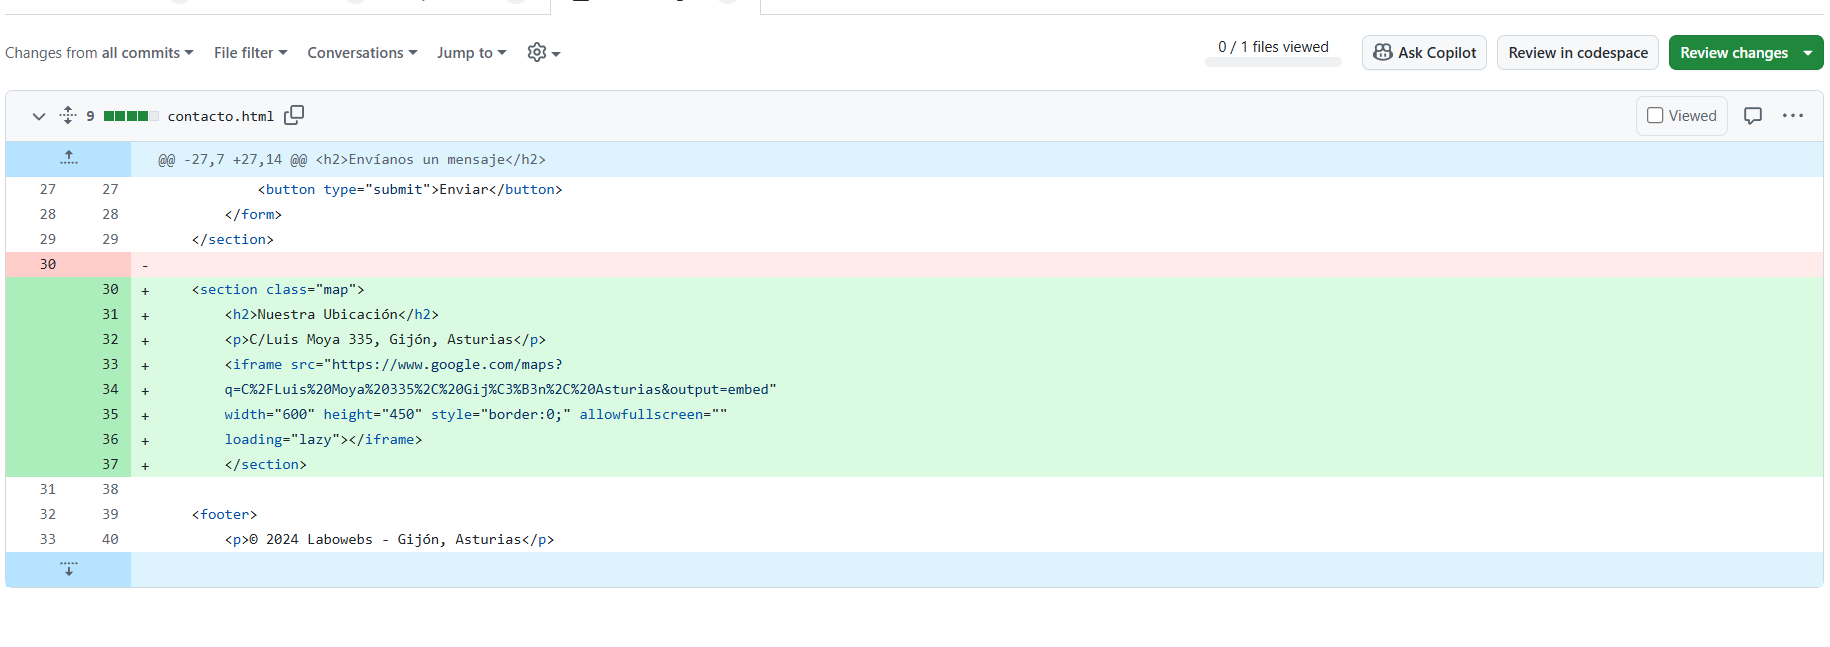 Changes from all commits File filter Conversations Jump to 0 / 1 files viewed Ask Copilot Review in codespace Review changes
9 contacto.html Viewed
@@ -27,7 +27,14 @@ <h2>Envíanos un mensaje</h2>
27 27 <button type="submit">Enviar</button>
28 28 </form>
29 29 </section>
30 -
30 + <section class="map">
31 + <h2>Nuestra Ubicación</h2>
32 + <p>C/Luis Moya 335, Gijón, Asturias</p>
33 + <iframe src="https://www.google.com/maps?
34 + q=C%2FLuis%20Moya%20335%2C%20Gij%C3%B3n%2C%20Asturias&output=embed"
35 + width="600" height="450" style="border:0;" allowfullscreen=""
36 + loading="lazy"></iframe>
37 + </section>
31 38
32 39 <footer>
33 40 <p>© 2024 Labowebs - Gijón, Asturias</p>